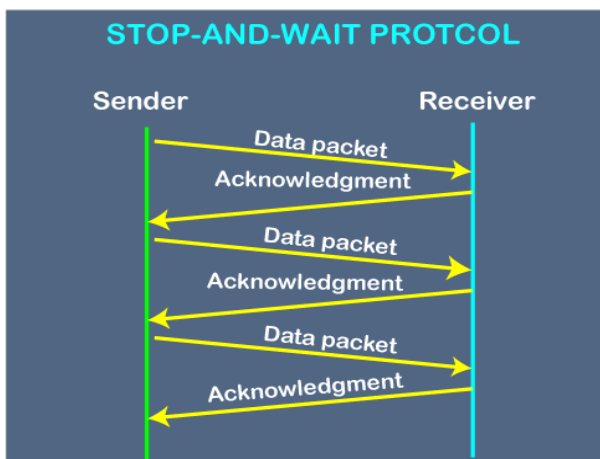 STOP-AND-WAIT PROTCOL
Sender
Receiver
Data packet
Acknowledgment
Data packet
Acknowledgment
Data packet
Acknowledgment